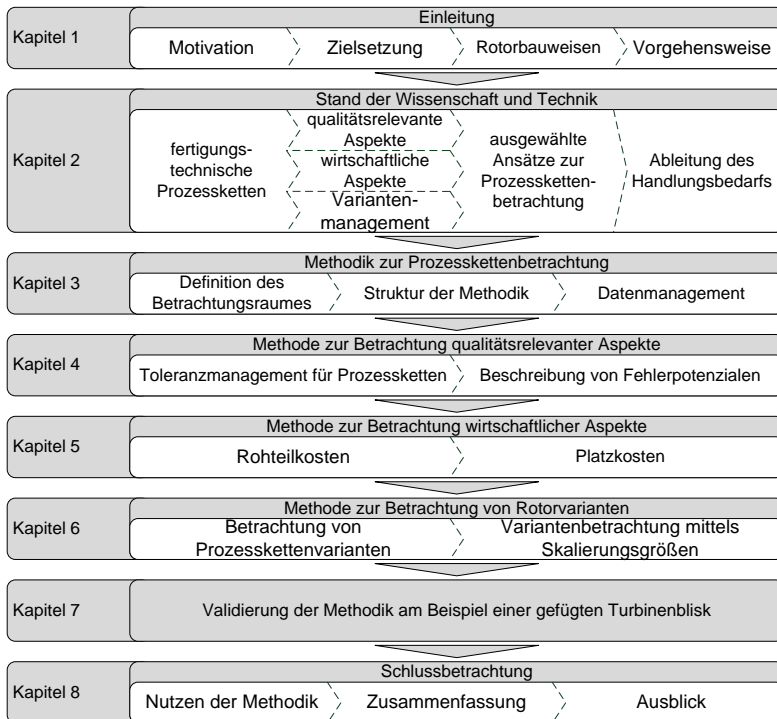 Kapitel 1
Einleitung
Motivation
Zielsetzung
Rotorbauweisen
Vorgehensweise
Kapitel 2
Stand der Wissenschaft und Technik
fertigungs-
technische
Prozessketten
qualitätsrelevante
Aspekte
wirtschaftliche
Aspekte
Varianten-
management
ausgewählte
Ansätze zur
Prozessketten-
betrachtung
Ableitung des
Handlungsbedarfs
Kapitel 3
Methodik zur Prozesskettenbetrachtung
Definition des
Betrachtungsraumes
Struktur der Methodik
Datenmanagement
Kapitel 4
Methode zur Betrachtung qualitätsrelevanter Aspekte
Toleranzmanagement für Prozessketten
Beschreibung von Fehlerpotenzialen
Kapitel 5
Methode zur Betrachtung wirtschaftlicher Aspekte
Rohteilkosten
Platzkosten
Kapitel 6
Methode zur Betrachtung von Rotorvarianten
Betrachtung von
Prozesskettenvarianten
Variantenbetrachtung mittels
Skalierungsgrößen
Kapitel 7
Validierung der Methodik am Beispiel einer gefügten Turbinenblisk
Kapitel 8
Schlussbetrachtung
Nutzen der Methodik
Zusammenfassung
Ausblick